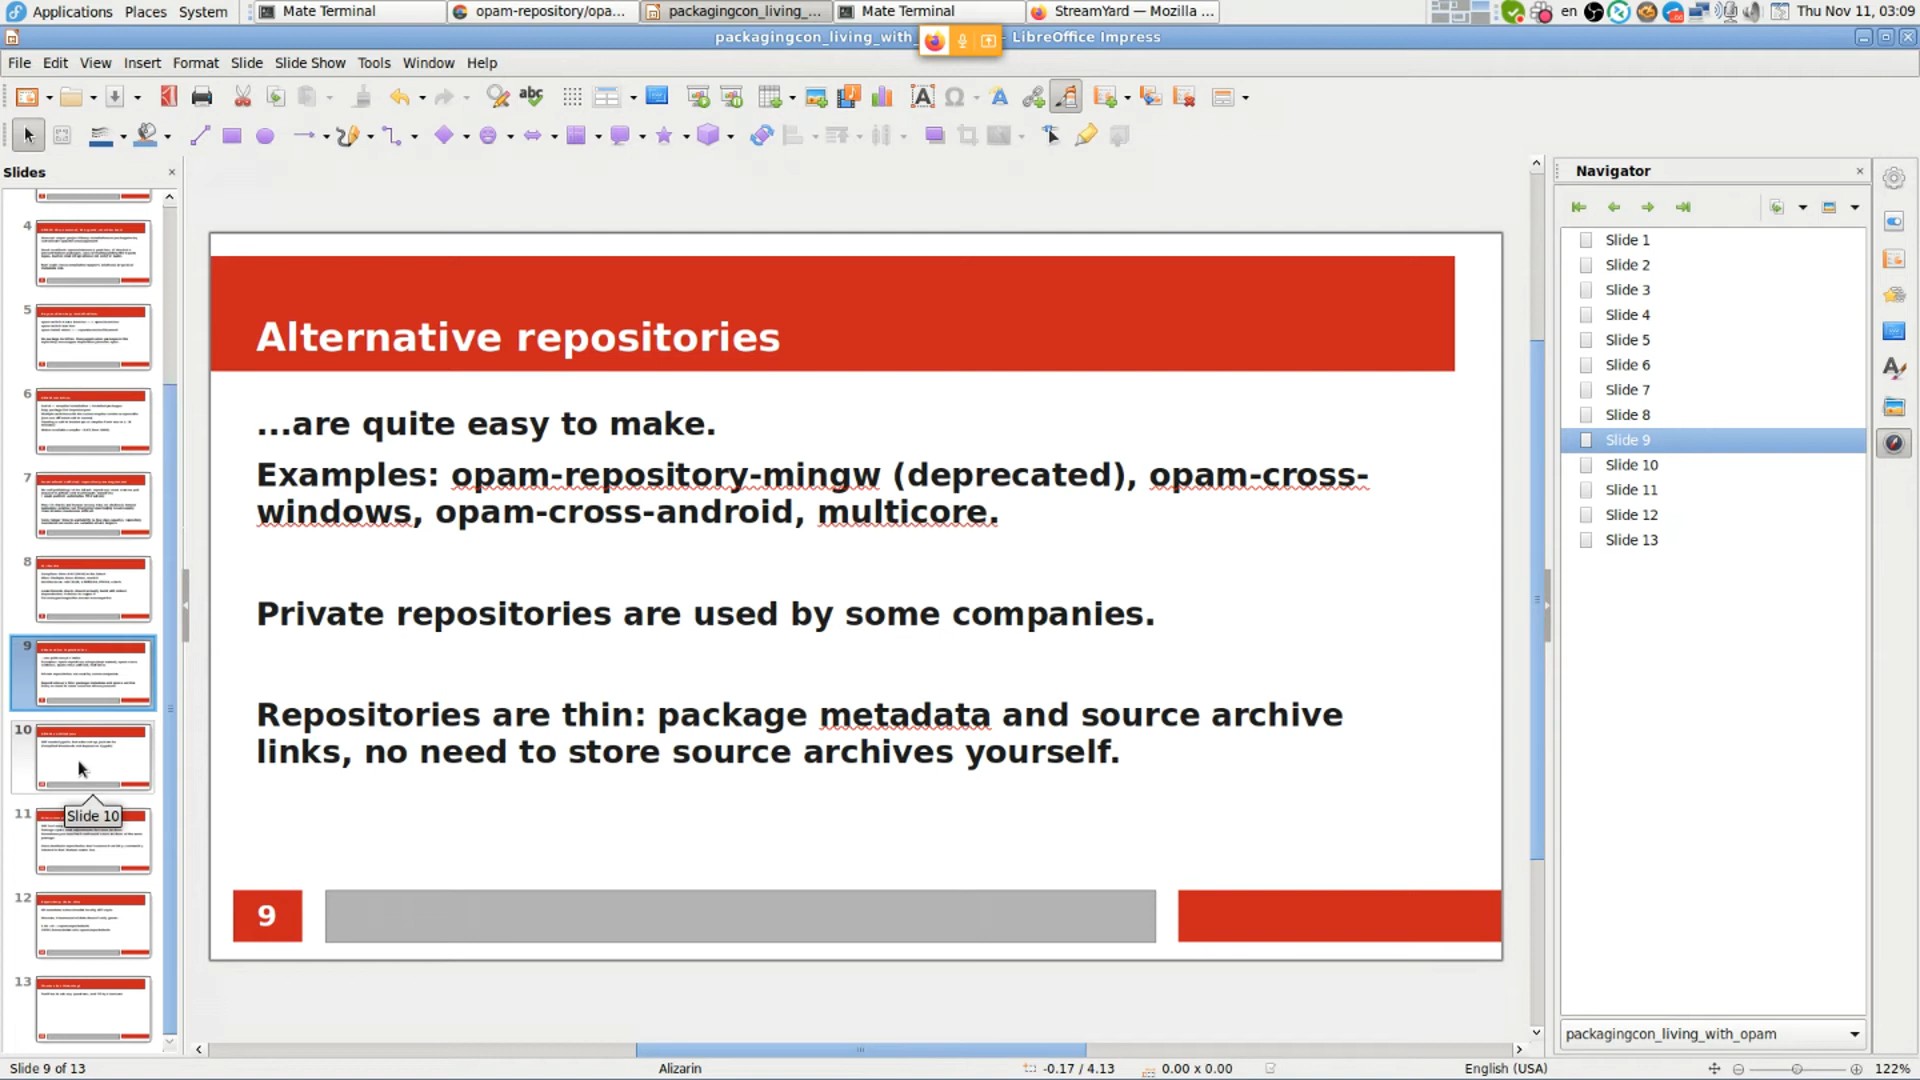 Applications Places System Mate Terminal opam-repository/opa... packagingcon_living_... Mate Terminal StreamYard — Mozilla ... en Thu Nov 11, 03:09
packagingcon_living_with_ - LibreOffice Impress
File Edit View Insert Format Slide Slide Show Tools Window Help
Slides
Navigator
4
5
6
7
8
9
10
Slide 10
11
12
13
Alternative repositories
...are quite easy to make.
Examples: opam-repository-mingw (deprecated), opam-cross-
windows, opam-cross-android, multicore.
Private repositories are used by some companies.
Repositories are thin: package metadata and source archive
links, no need to store source archives yourself.
9
Slide 1
Slide 2
Slide 3
Slide 4
Slide 5
Slide 6
Slide 7
Slide 8
Slide 9
Slide 10
Slide 11
Slide 12
Slide 13
packagingcon_living_with_opam
Slide 9 of 13 Alizarin -0.17 / 4.13 0.00 x 0.00 English (USA) 122%